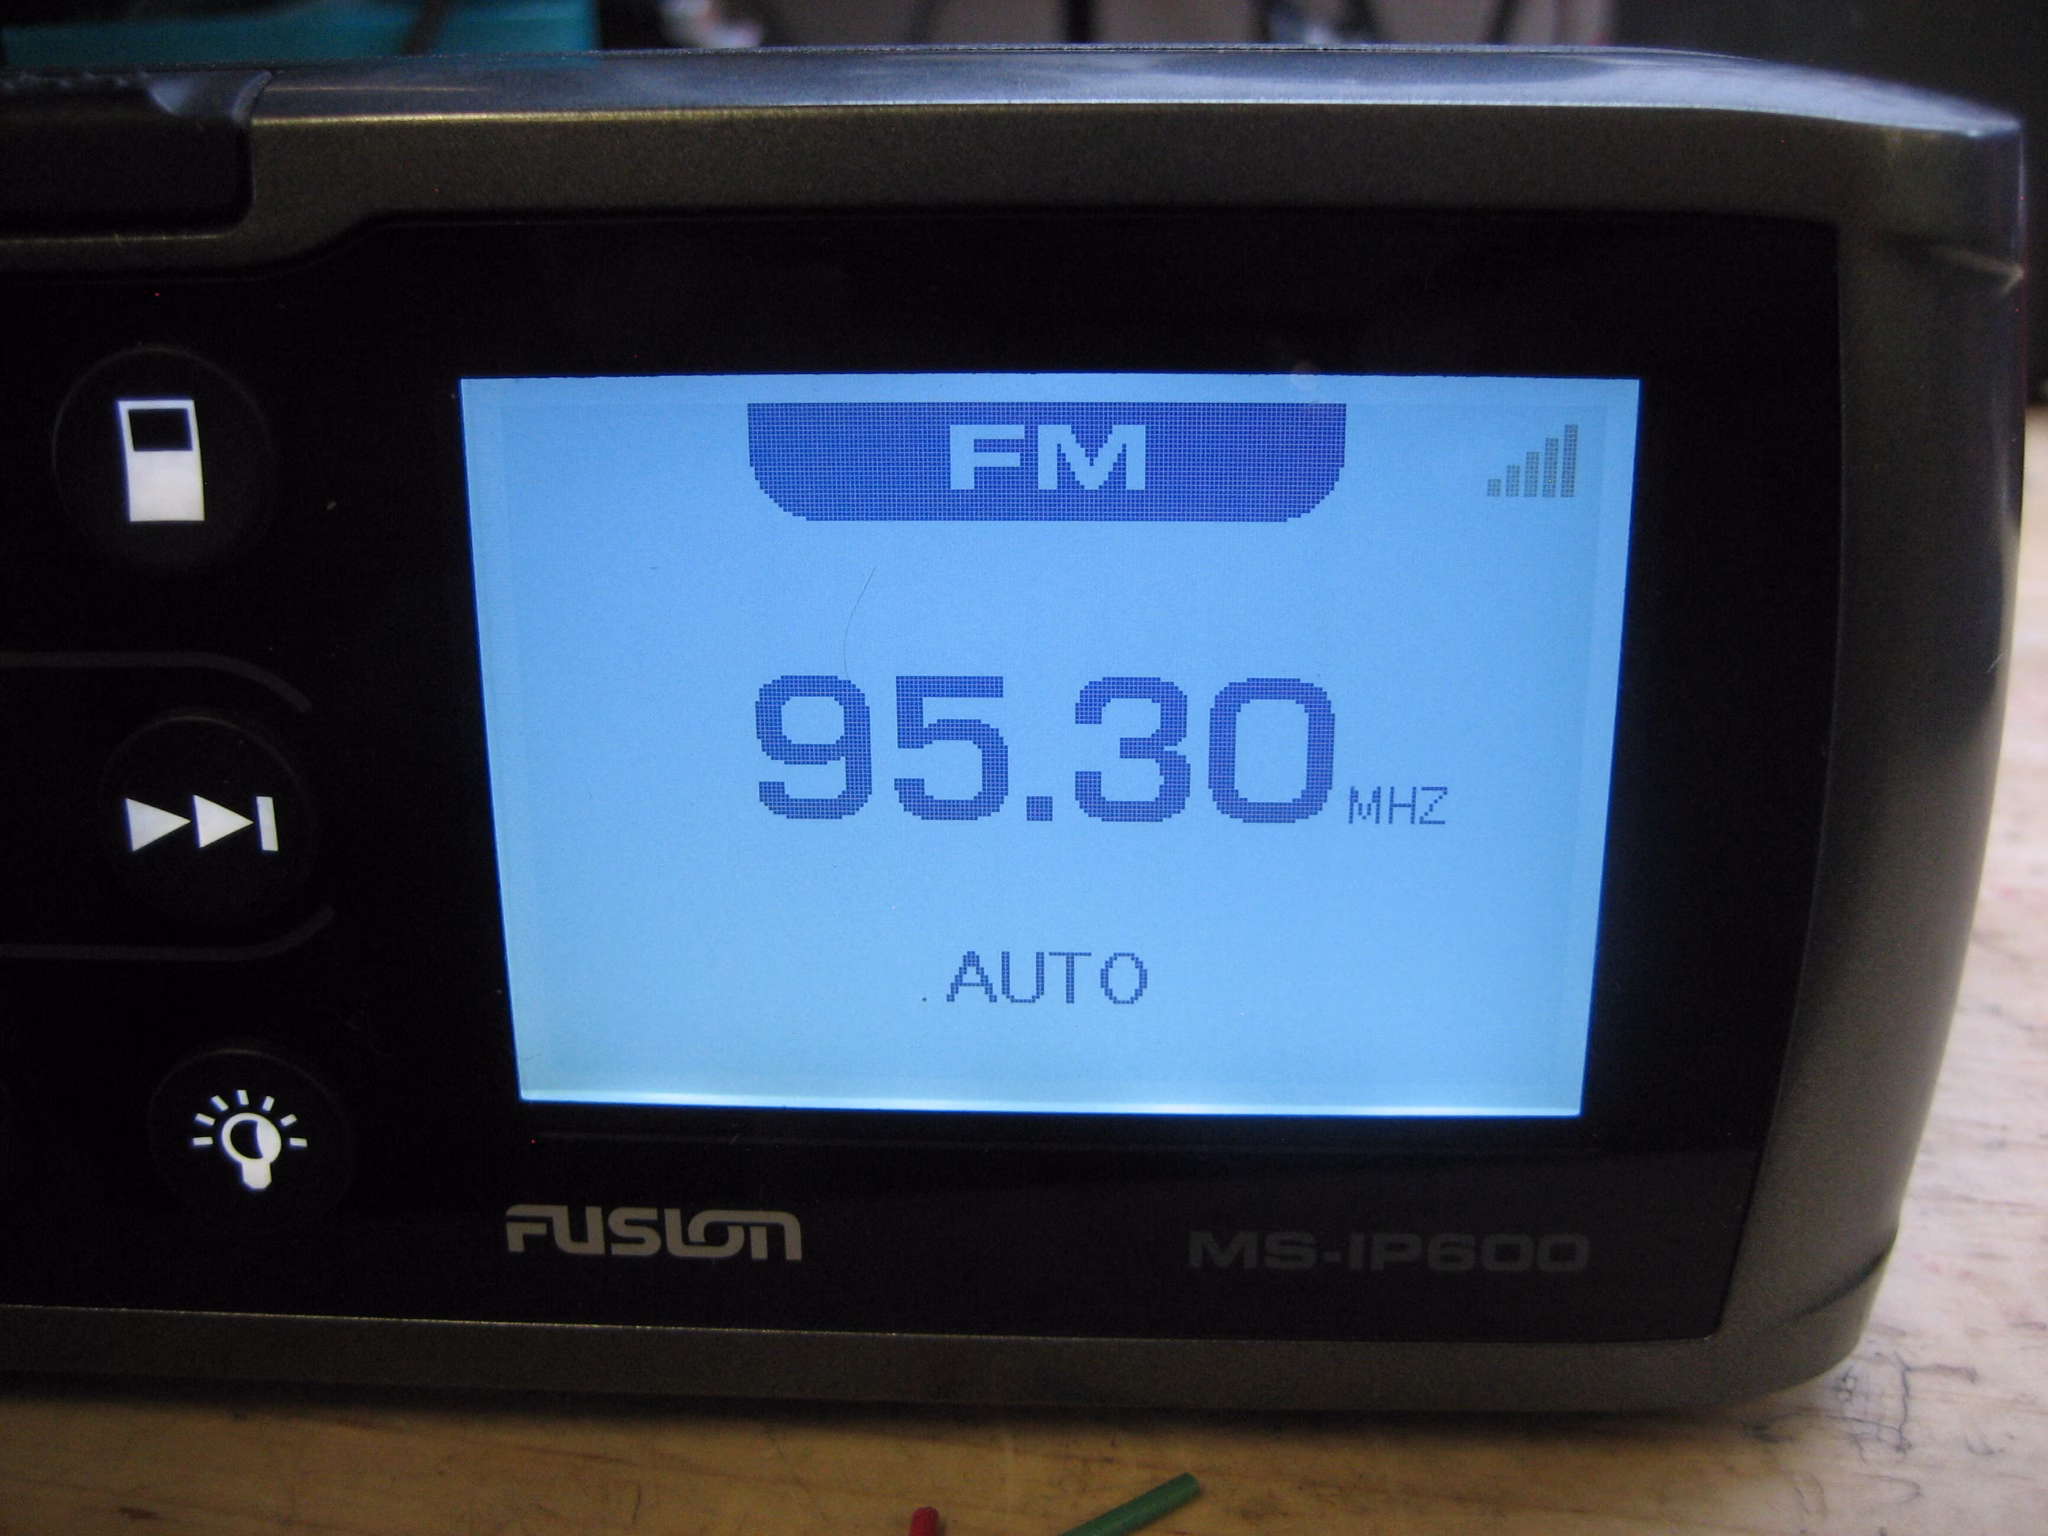 FM
95.30 MHZ
AUTO
FUSION
MS-IP600